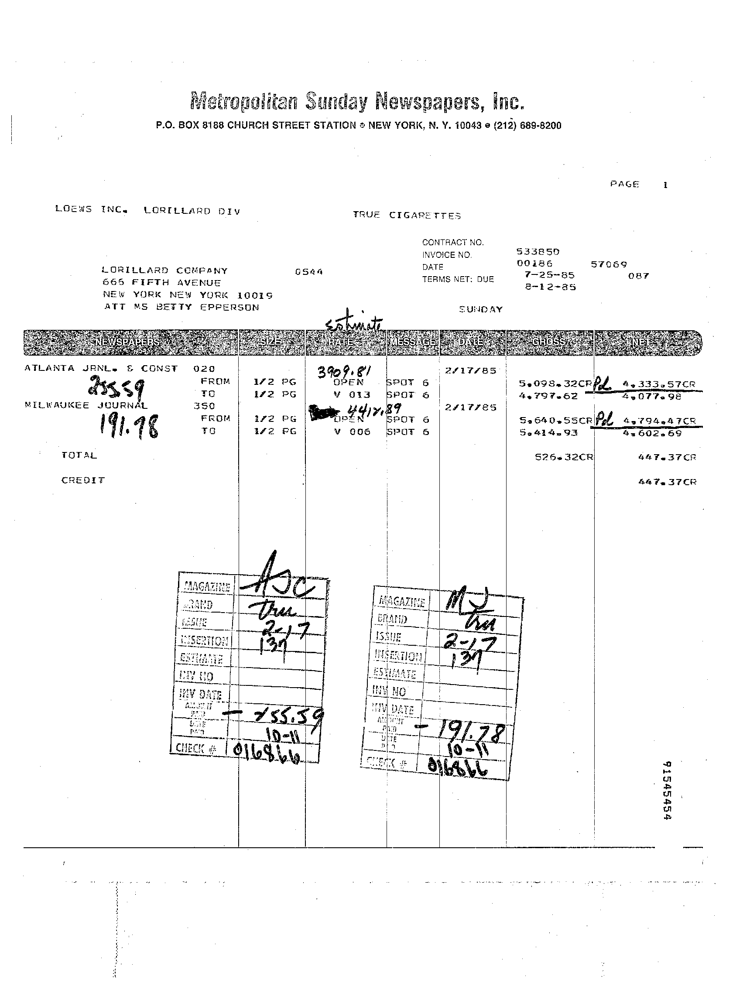 Metropolitan Sunday Newspapers, Inc.
P.O. BOX 8188 CHURCH STREET STATION • NEW YORK, N. Y. 10043 • (212) 689-8200
PAGE 1
LOEWS INC. LORILLARD DIV TRUE CIGARETTES
CONTRACT NO. 533850
INVOICE NO. 00186 57069
DATE 7-25-85 087
TERMS NET: DUE 8-12-85
LORILLARD COMPANY 0544
666 FIFTH AVENUE
NEW YORK NEW YORK 10019
ATT MS BETTY EPPERSON SUNDAY
Estimate
NEWSPAPERS SIZE RATE MESSAGE DATE GROSS NET
ATLANTA JRNL. & CONST 020 3909.81 2/17/85
255.59 FROM 1/2 PG OPEN SPOT 6 5,098.32CR Pd 4,333.57CR
TO 1/2 PG V 013 SPOT 6 4,797.62 4,077.98
MILWAUKEE JOURNAL 350 4412.89 2/17/85
191.78 FROM 1/2 PG OPEN SPOT 6 5,640.55CR Pd 4,794.47CR
TO 1/2 PG V 006 SPOT 6 5,414.93 4,602.69
TOTAL 526.32CR 447.37CR
CREDIT 447.37CR
MAGAZINE AJC
BRAND True
ISSUE 2-17
INSERTION 137
ESTIMATE
INV NO
INV DATE
AMOUNT PAID - 255.59
DATE PAID 10-11
CHECK # 016866
MAGAZINE MJ
BRAND True
ISSUE 2-17
INSERTION 137
ESTIMATE
INV NO
INV DATE
AMOUNT PAID - 191.78
DATE PAID 10-11
CHECK # 016866
91545454